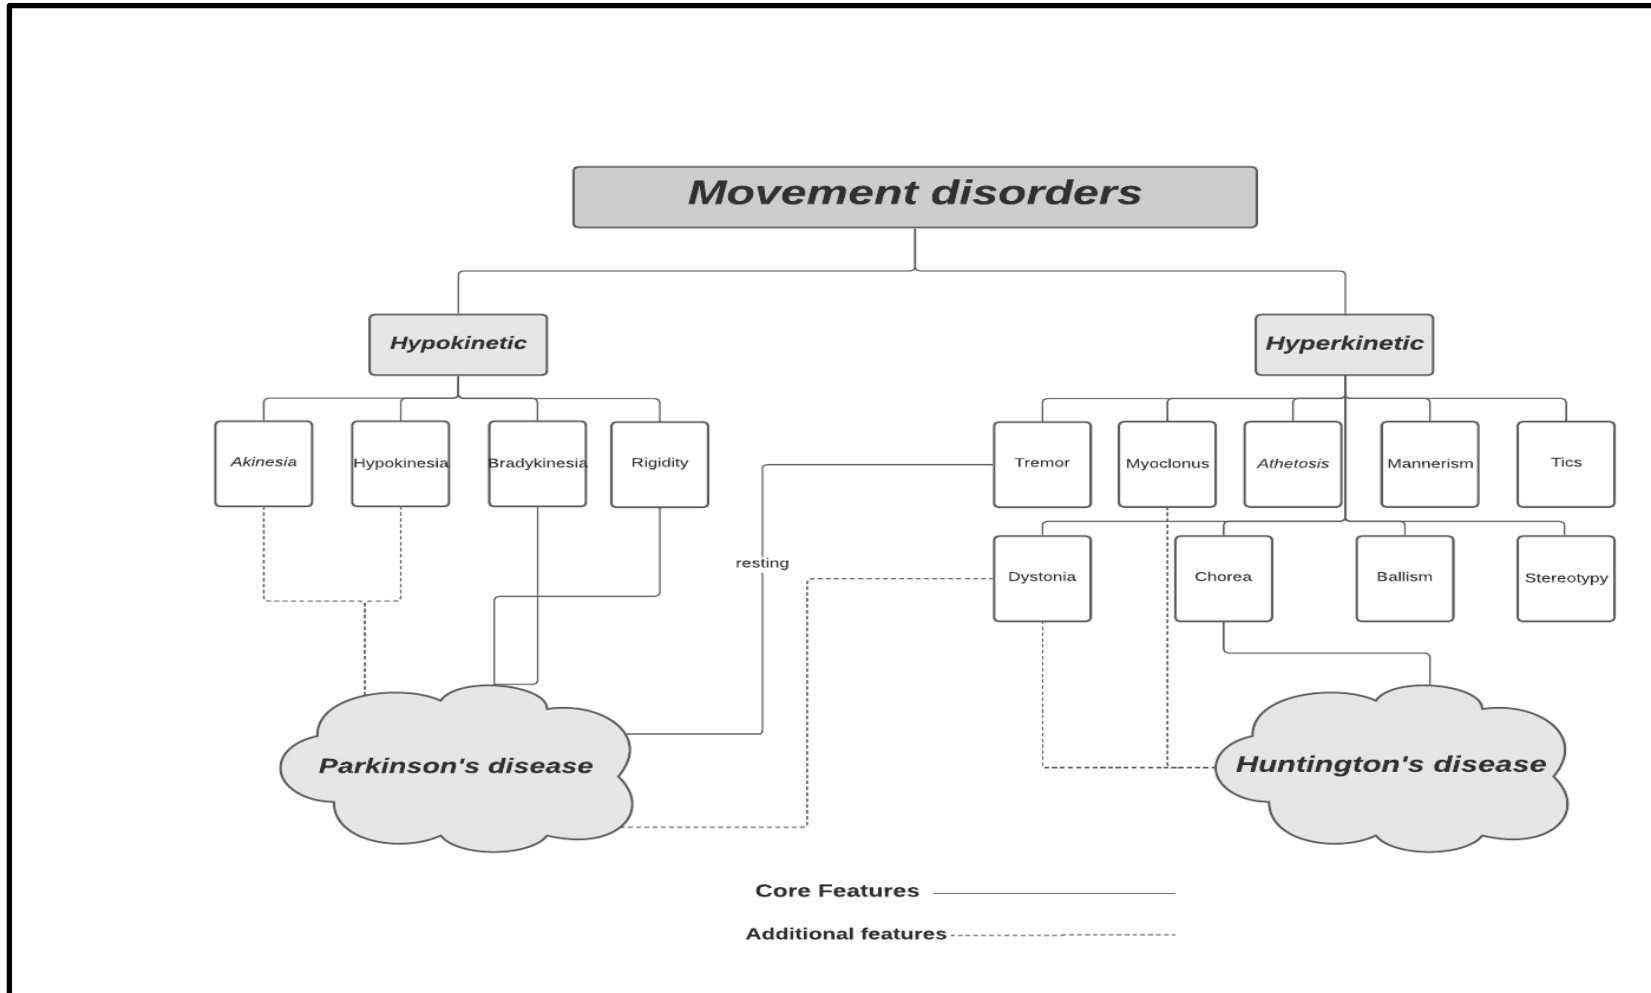 Movement disorders
Hypokinetic
Hyperkinetic
Akinesia
Hypokinesia
Bradykinesia
Rigidity
Tremor
Myoclonus
Athetosis
Mannerism
Tics
resting
Dystonia
Chorea
Ballism
Stereotypy
Parkinson's disease
Huntington's disease
Core Features
Additional features